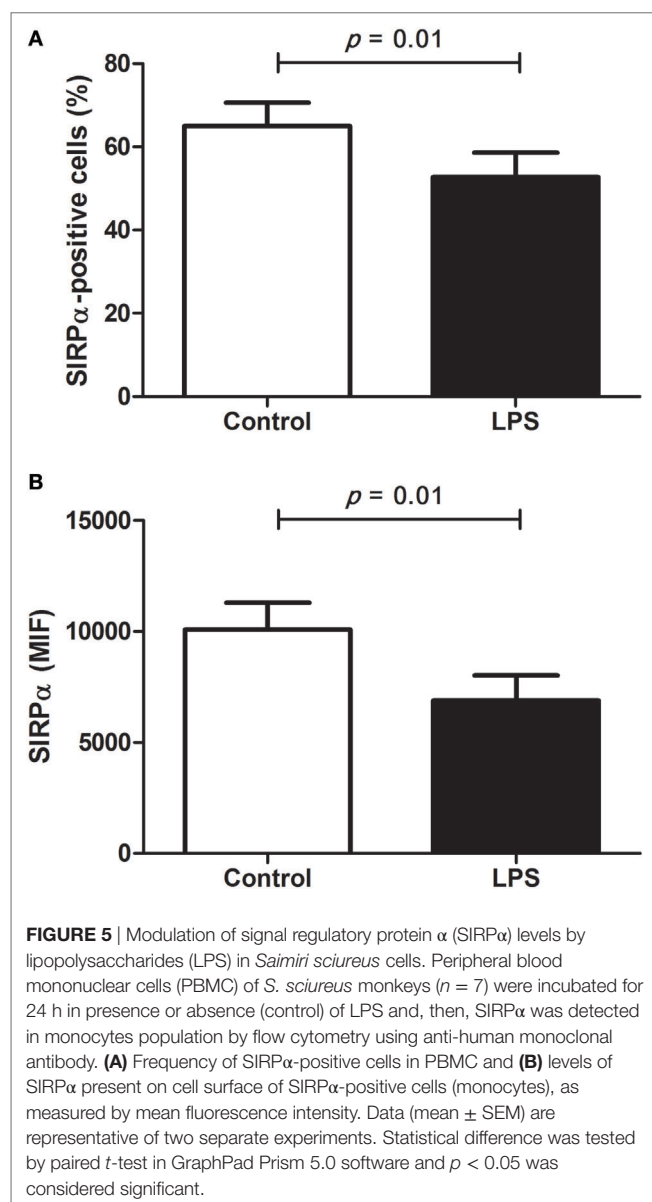 A
p = 0.01
SIRPα-positive cells (%)
80
60
40
20
0
Control LPS
B
p = 0.01
SIRPα (MIF)
15000
10000
5000
0
Control LPS
FIGURE 5 | Modulation of signal regulatory protein α (SIRPα) levels by
lipopolysaccharides (LPS) in Saimiri sciureus cells. Peripheral blood
mononuclear cells (PBMC) of S. sciureus monkeys (n = 7) were incubated for
24 h in presence or absence (control) of LPS and, then, SIRPα was detected
in monocytes population by flow cytometry using anti-human monoclonal
antibody. (A) Frequency of SIRPα-positive cells in PBMC and (B) levels of
SIRPα present on cell surface of SIRPα-positive cells (monocytes), as
measured by mean fluorescence intensity. Data (mean ± SEM) are
representative of two separate experiments. Statistical difference was tested
by paired t-test in GraphPad Prism 5.0 software and p < 0.05 was
considered significant.